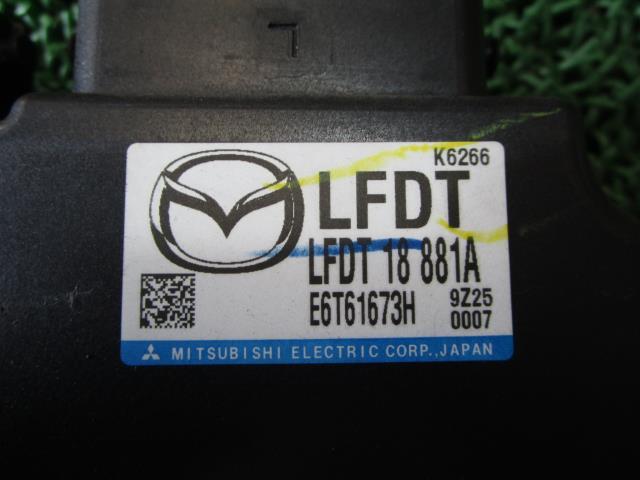 K6266
LFDT
LFDT 18 881A
E6T61673H
9Z25
0007
MITSUBISHI ELECTRIC CORP., JAPAN